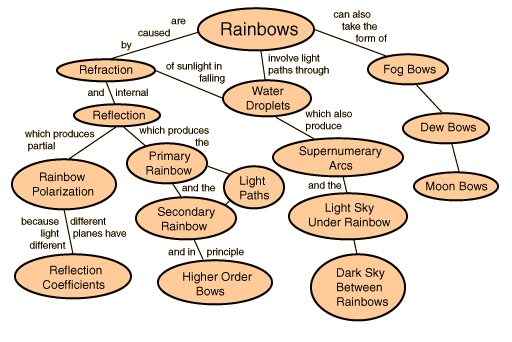 Rainbows
are
caused
by
can also
take the
form of
involve light
paths through
Refraction
of sunlight in
falling
Fog Bows
and internal
Water
Droplets
Reflection
which also
produce
Dew Bows
which produces
partial
which produces
the
Primary
Rainbow
Supernumerary
Arcs
Rainbow
Polarization
Light
Paths
Moon Bows
and the
and the
Secondary
Rainbow
Light Sky
Under Rainbow
because
light
different
different
planes have
and in principle
Reflection
Coefficients
Higher Order
Bows
Dark Sky
Between
Rainbows